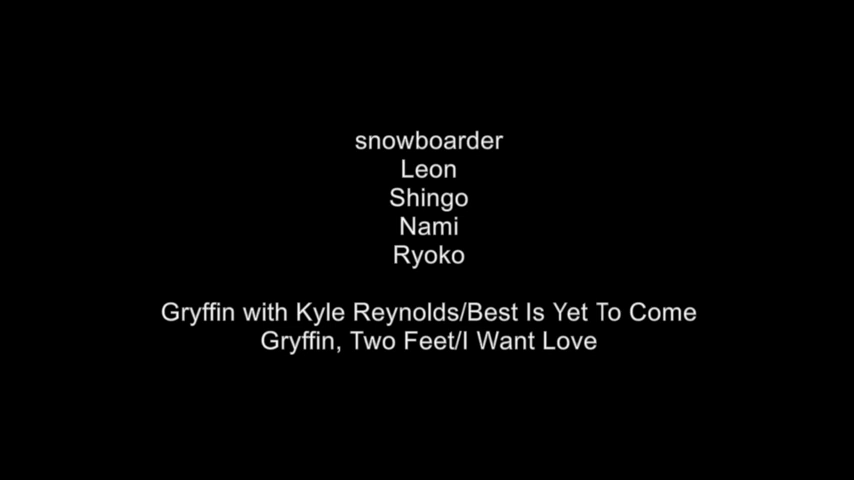 snowboarder
Leon
Shingo
Nami
Ryoko
Gryffin with Kyle Reynolds/Best Is Yet To Come
Gryffin, Two Feet/I Want Love